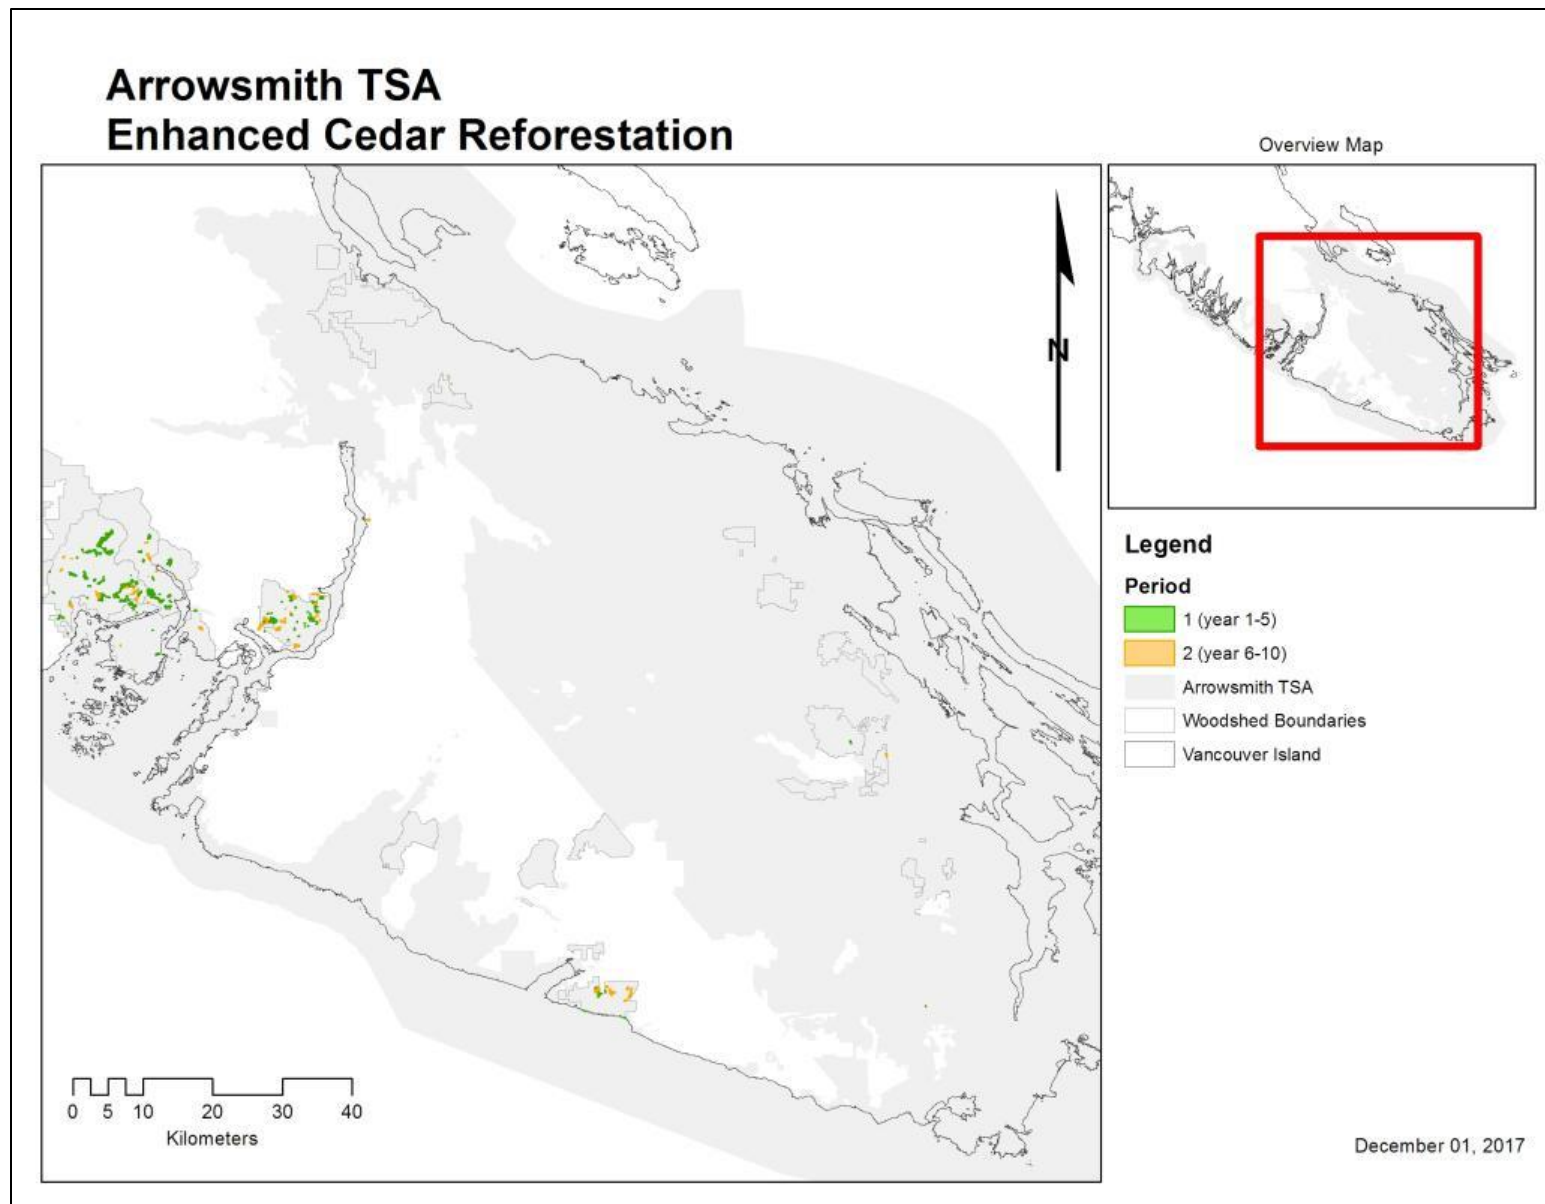 Arrowsmith TSA
Enhanced Cedar Reforestation
Overview Map
N
Legend
Period
1 (year 1-5)
2 (year 6-10)
Arrowsmith TSA
Woodshed Boundaries
Vancouver Island
0 5 10 20 30 40
Kilometers
December 01, 2017